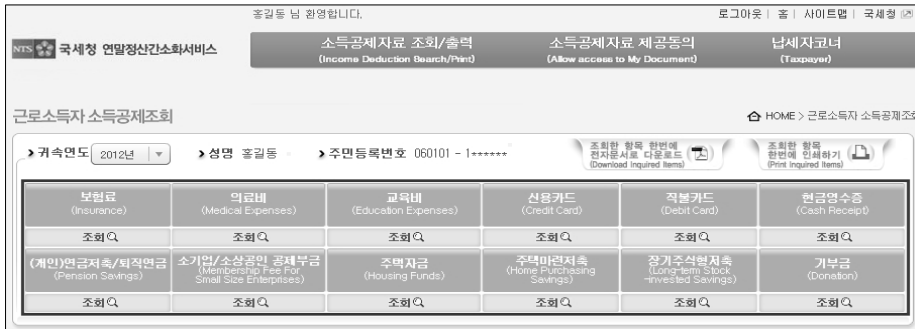 홍길동 님 환영합니다.
로그아웃 | 홈 | 사이트맵 | 국세청
NTS 국세청 연말정산간소화서비스
소득공제자료 조회/출력
(Income Deduction Search/Print)
소득공제자료 제공동의
(Allow access to My Document)
납세자코너
(Taxpayer)
근로소득자 소득공제조회
HOME > 근로소득자 소득공제조회
귀속연도 2012년
성명 홍길동
주민등록번호 060101 - 1******
조회한 항목 한번에
전자문서로 다운로드
(Download Inquired Items)
조회한 항목
한번에 인쇄하기
(Print Inquired Items)
보험료
(Insurance)
의료비
(Medical Expenses)
교육비
(Education Expenses)
신용카드
(Credit Card)
직불카드
(Debit Card)
현금영수증
(Cash Receipt)
조회 조회 조회 조회 조회 조회
(개인)연금저축/퇴직연금
(Pension Savings)
소기업/소상공인 공제부금
(Membership Fee For
Small Size Enterprises)
주택자금
(Housing Funds)
주택마련저축
(Home Purchasing
Savings)
장기주식형저축
(Long-term Stock
-invested Savings)
기부금
(Donation)
조회 조회 조회 조회 조회 조회